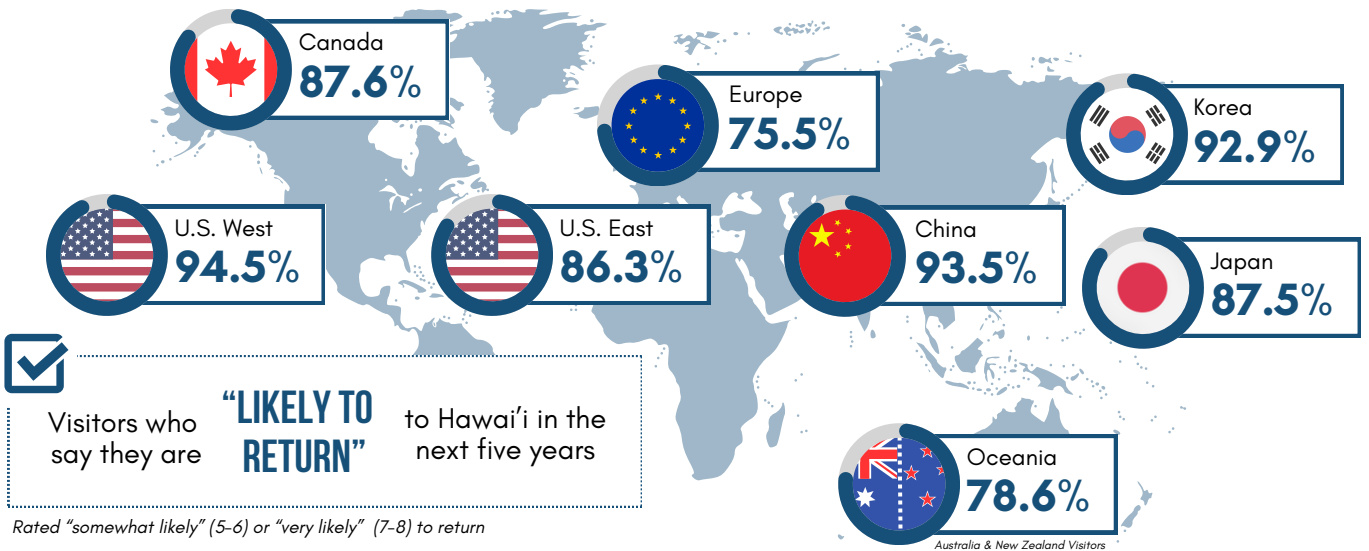 Canada
87.6%
Europe
75.5%
Korea
92.9%
U.S. West
94.5%
U.S. East
86.3%
China
93.5%
Japan
87.5%
Visitors who
say they are
“LIKELY TO
RETURN”
to Hawai’i in the
next five years
Rated “somewhat likely” (5-6) or “very likely” (7-8) to return
Oceania
78.6%
Australia & New Zealand Visitors